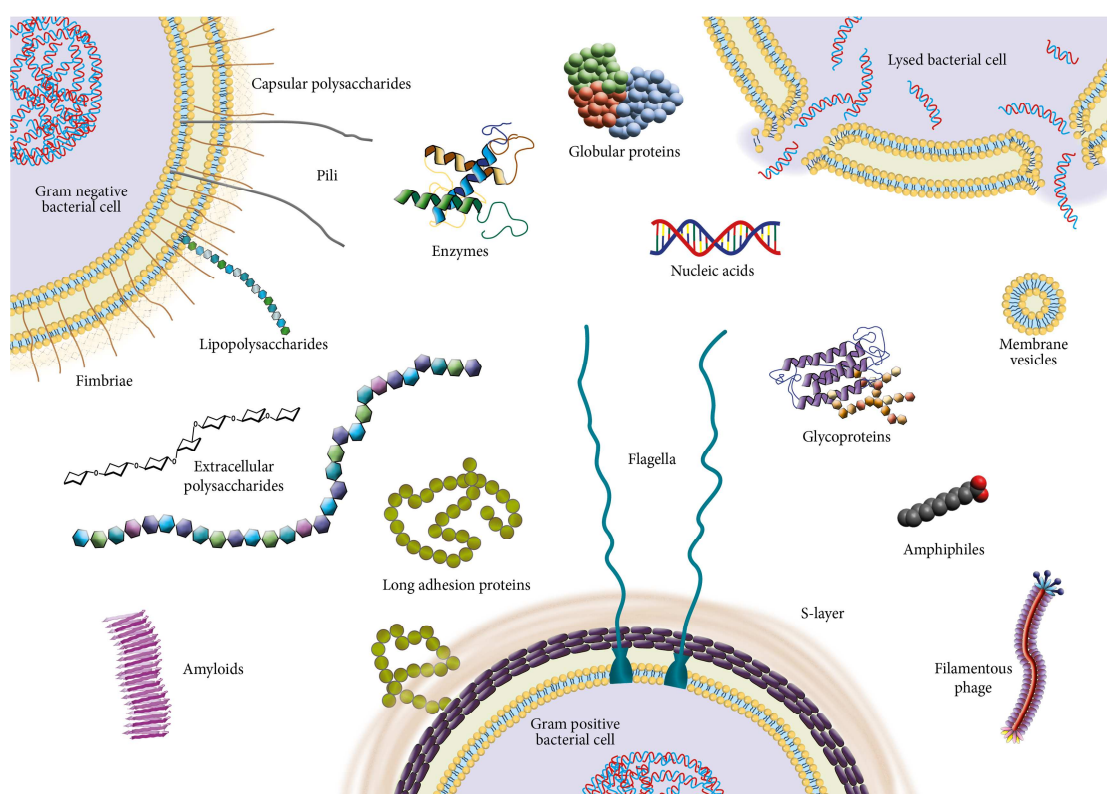 Capsular polysaccharides
Lysed bacterial cell
Globular proteins
Pili
Gram negative
bacterial cell
Enzymes
Nucleic acids
Lipopolysaccharides
Membrane
vesicles
Fimbriae
Glycoproteins
Flagella
Extracellular
polysaccharides
Amphiphiles
Long adhesion proteins
S-layer
Amyloids
Filamentous
phage
Gram positive
bacterial cell